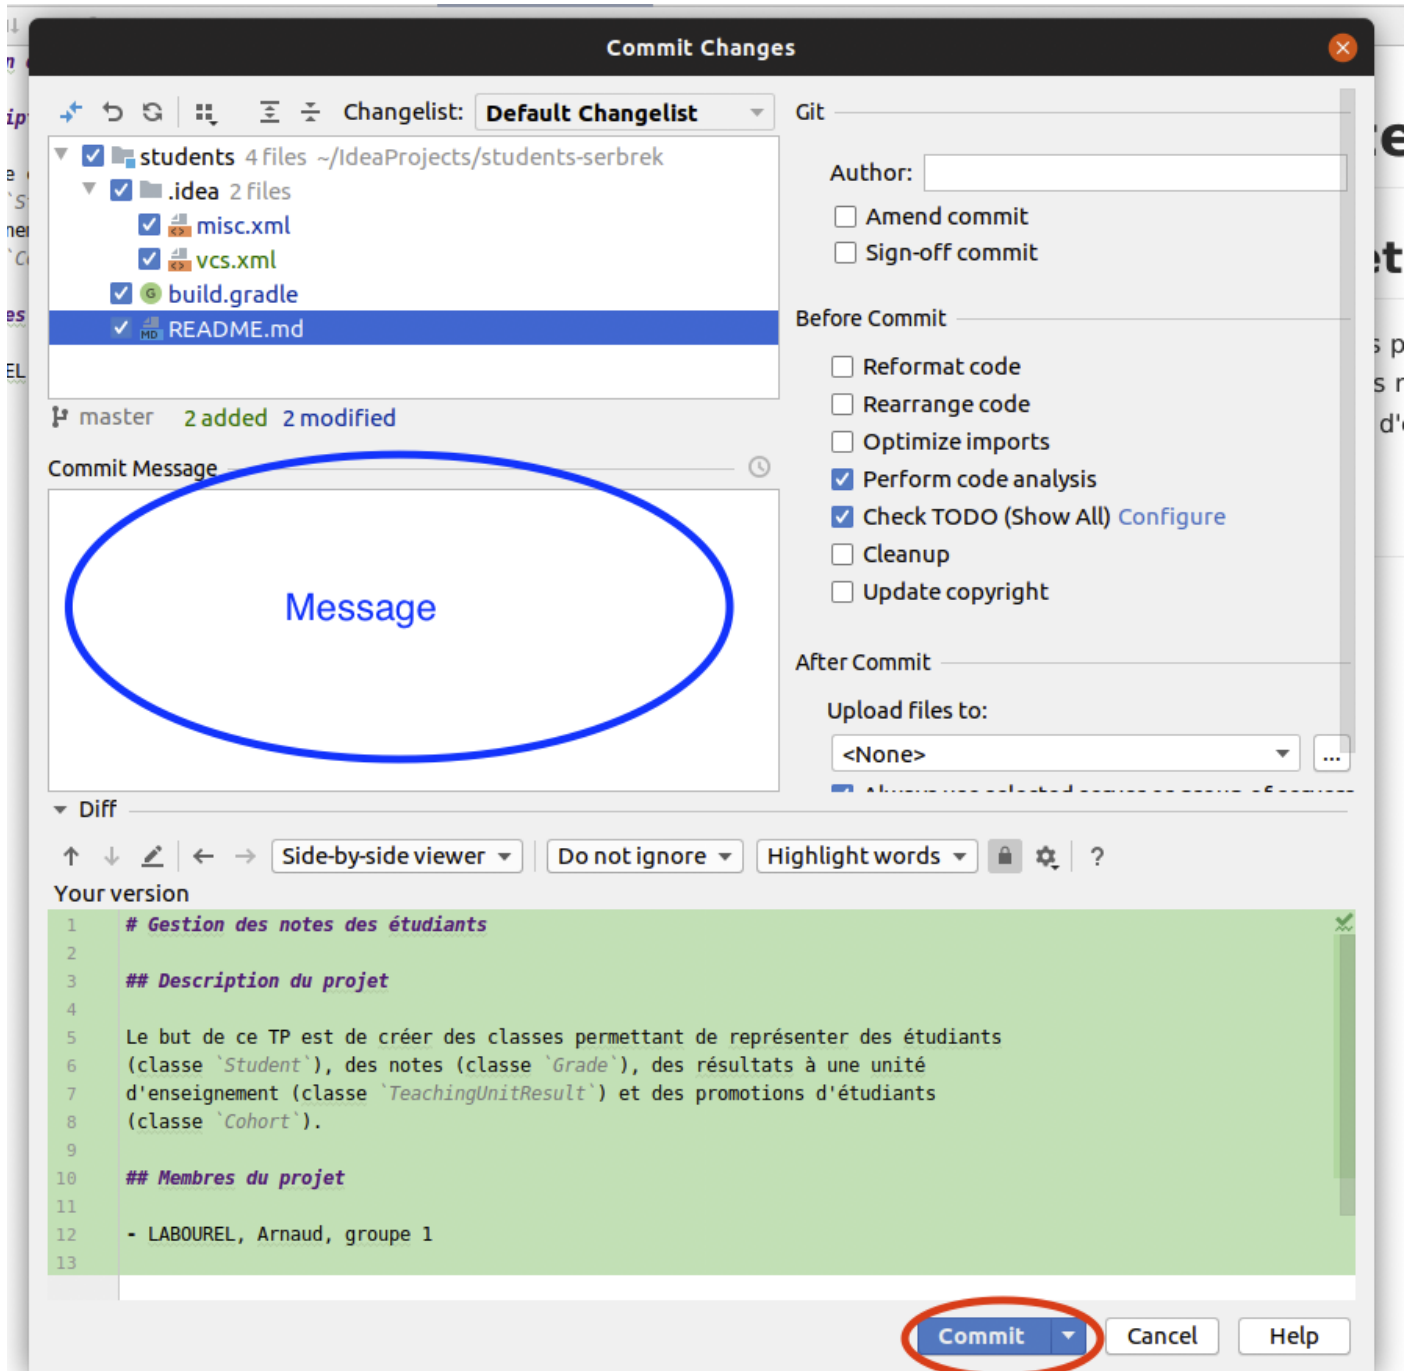 Commit Changes
Changelist: Default Changelist
students 4 files ~/IdeaProjects/students-serbrek
.idea 2 files
misc.xml
vcs.xml
build.gradle
README.md
master 2 added 2 modified
Commit Message
Message
Git
Author:
Amend commit
Sign-off commit
Before Commit
Reformat code
Rearrange code
Optimize imports
Perform code analysis
Check TODO (Show All) Configure
Cleanup
Update copyright
After Commit
Upload files to:
<None>
...
Diff
Side-by-side viewer Do not ignore Highlight words ?
Your version
1 # Gestion des notes des étudiants
2
3 ## Description du projet
4
5 Le but de ce TP est de créer des classes permettant de représenter des étudiants
6 (classe `Student`), des notes (classe `Grade`), des résultats à une unité
7 d'enseignement (classe `TeachingUnitResult`) et des promotions d'étudiants
8 (classe `Cohort`).
9
10 ## Membres du projet
11
12 - LABOUREL, Arnaud, groupe 1
13
Commit Cancel Help